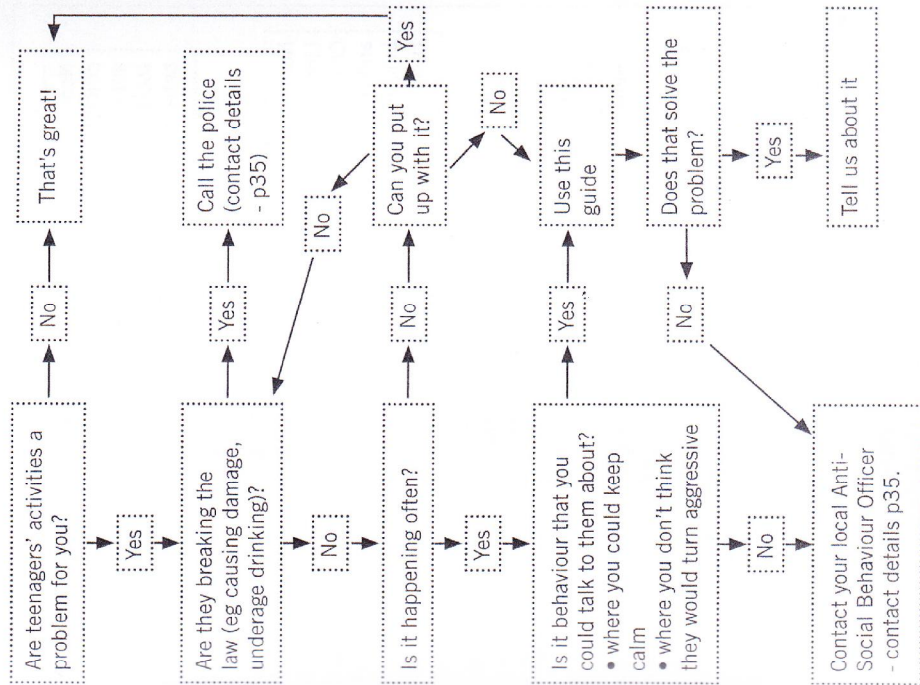 Are teenagers' activities a
problem for you?
No
That's great!
Yes
Are they breaking the
law (eg causing damage,
underage drinking)?
Yes
Call the police
(contact details
- p35)
No
No
Is it happening often?
No
Can you put
up with it?
Yes
No
Yes
Is it behaviour that you
could talk to them about?
• where you could keep
calm
• where you don't think
they would turn aggressive
Yes
Use this
guide
No
Does that solve the
problem?
No
Yes
Contact your local Anti-
Social Behaviour Officer
- contact details p35.
Tell us about it